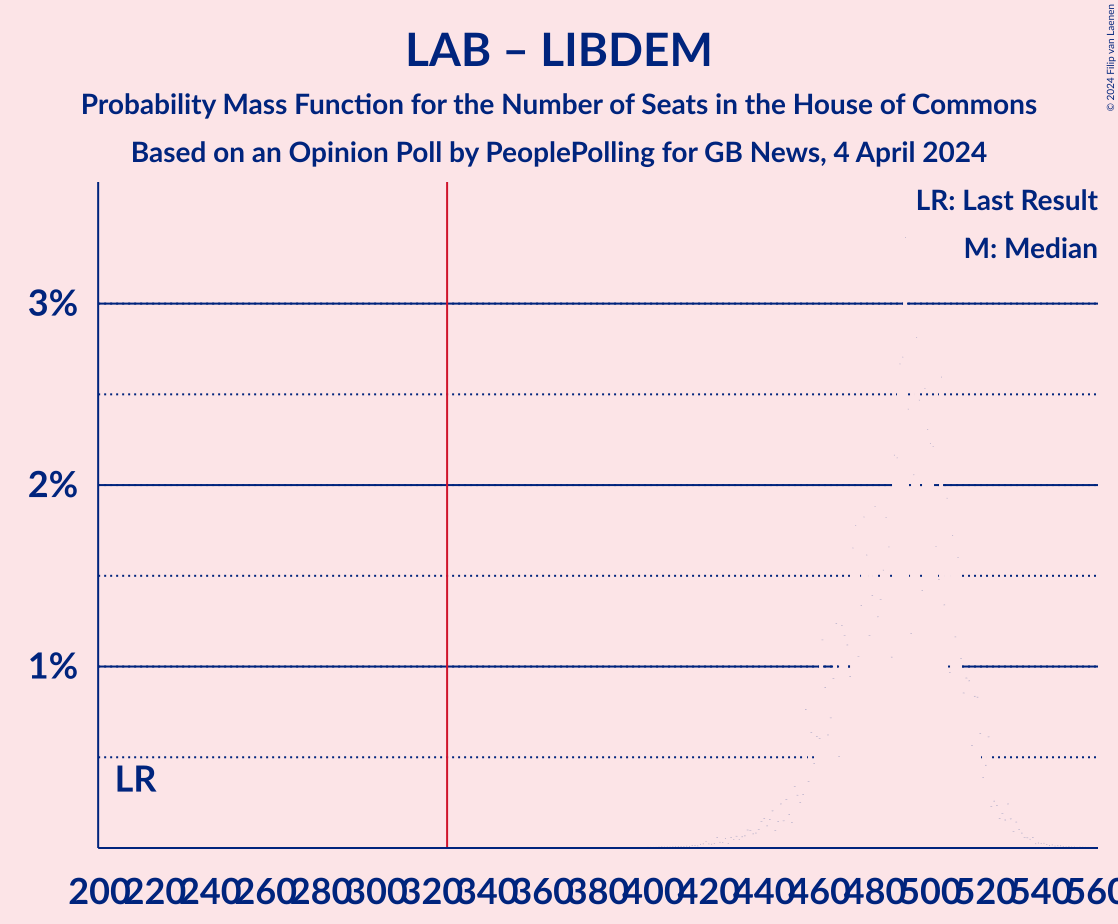 LAB – LIBDEM
Probability Mass Function for the Number of Seats in the House of Commons
Based on an Opinion Poll by PeoplePolling for GB News, 4 April 2024
© 2024 Filip van Laenen
LR: Last Result
M: Median
3%
2%
1%
LR
200 220 240 260 280 300 320 340 360 380 400 420 440 460 480 500 520 540 560